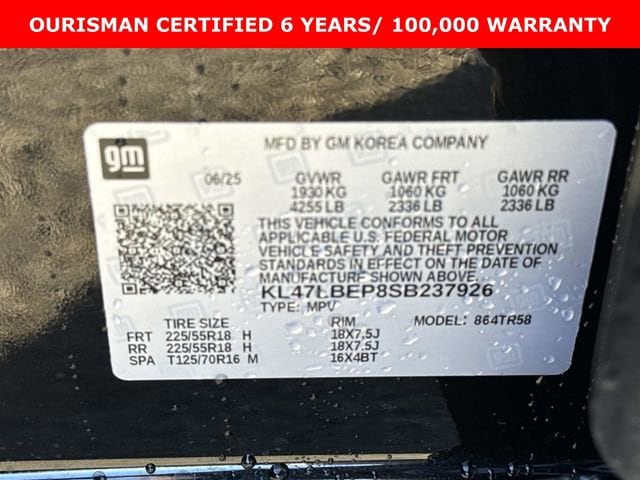 OURISMAN CERTIFIED 6 YEARS/ 100,000 WARRANTY
gm
MFD BY GM KOREA COMPANY
06/25 GVWR GAWR FRT GAWR RR
1930 KG 1060 KG 1060 KG
4255 LB 2336 LB 2336 LB
THIS VEHICLE CONFORMS TO ALL
APPLICABLE U.S. FEDERAL MOTOR
VEHICLE SAFETY AND THEFT PREVENTION
STANDARDS IN EFFECT ON THE DATE OF
MANUFACTURE SHOWN ABOVE.
KL47LBEP8SB237926
TYPE: MPV MODEL: 864TR58
TIRE SIZE RIM
FRT 225/55R18 H 18X7.5J
RR 225/55R18 H 18X7.5J
SPA T125/70R16 M 16X4BT